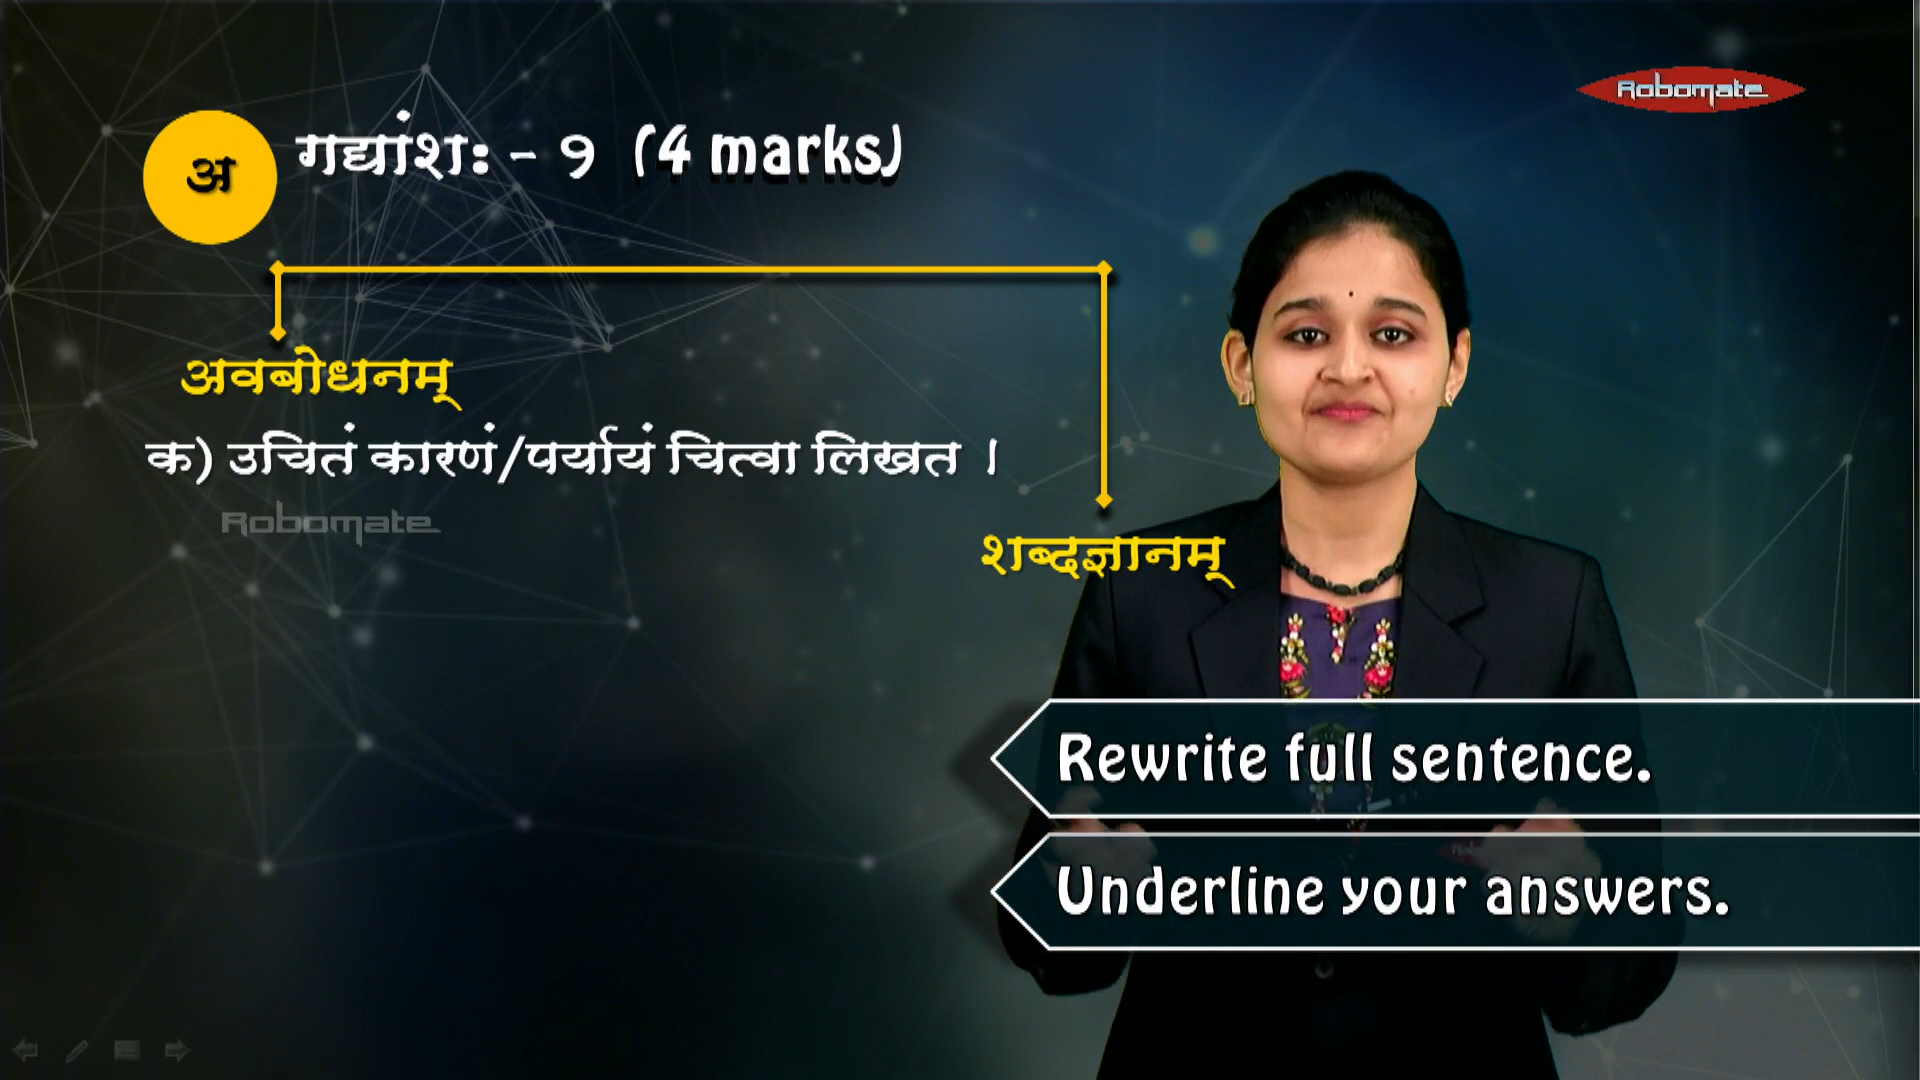 Robomate
अ
गद्यांशः - १ (4 marks)
अवबोधनम्
क) उचितं कारणं/पर्यायं चित्वा लिखत ।
Robomate
शब्दज्ञानम्
Rewrite full sentence.
Underline your answers.